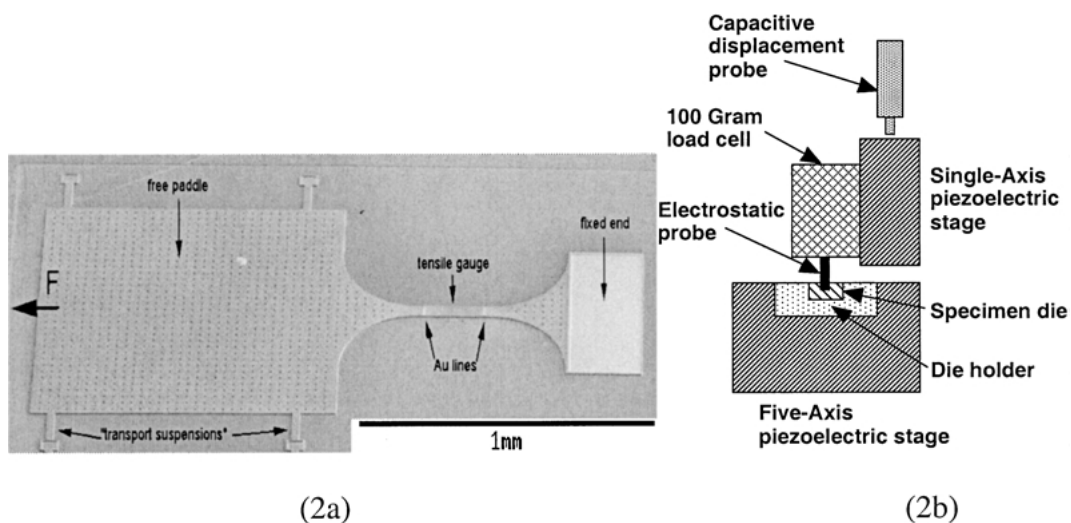 free paddle
F
tensile gauge
fixed end
Au lines
"transport suspensions"
1mm
(2a)
Capacitive
displacement
probe
100 Gram
load cell
Single-Axis
piezoelectric
stage
Electrostatic
probe
Specimen die
Die holder
Five-Axis
piezoelectric stage
(2b)